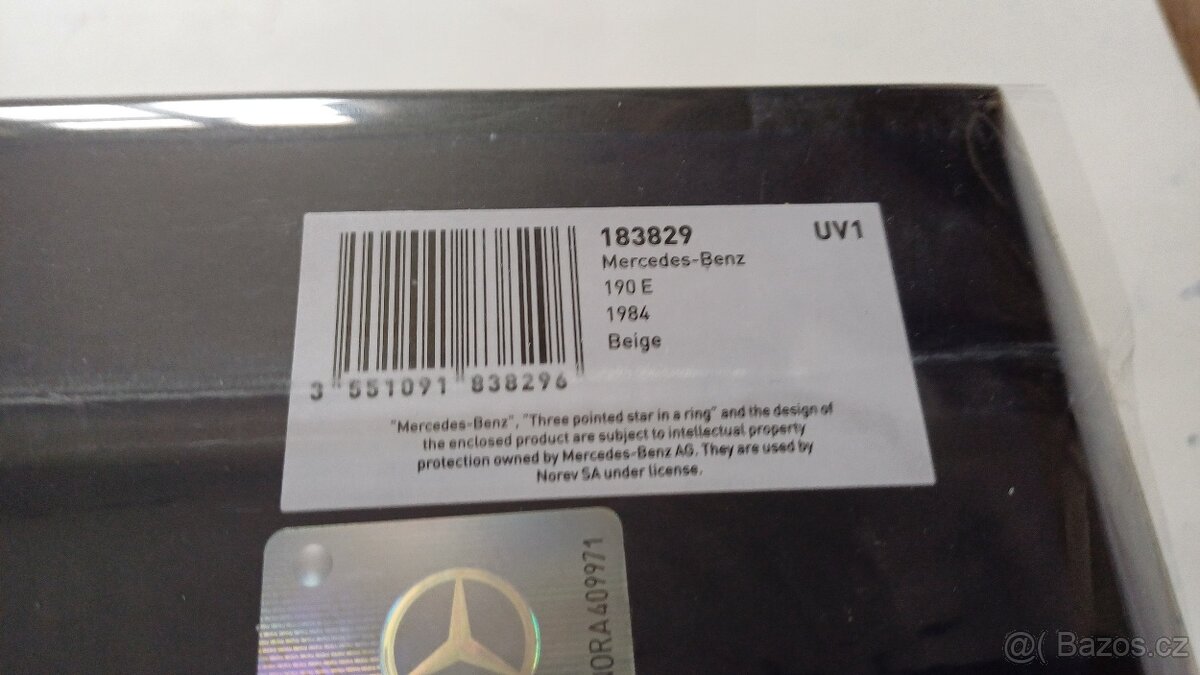 183829
UV1
Mercedes-Benz
190 E
1984
Beige
3 551091 838296
"Mercedes-Benz", "Three pointed star in a ring" and the design of
the enclosed product are subject to intellectual property
protection owned by Mercedes-Benz AG. They are used by
Norev SA under license.
NORA409971
@( Bazos.cz